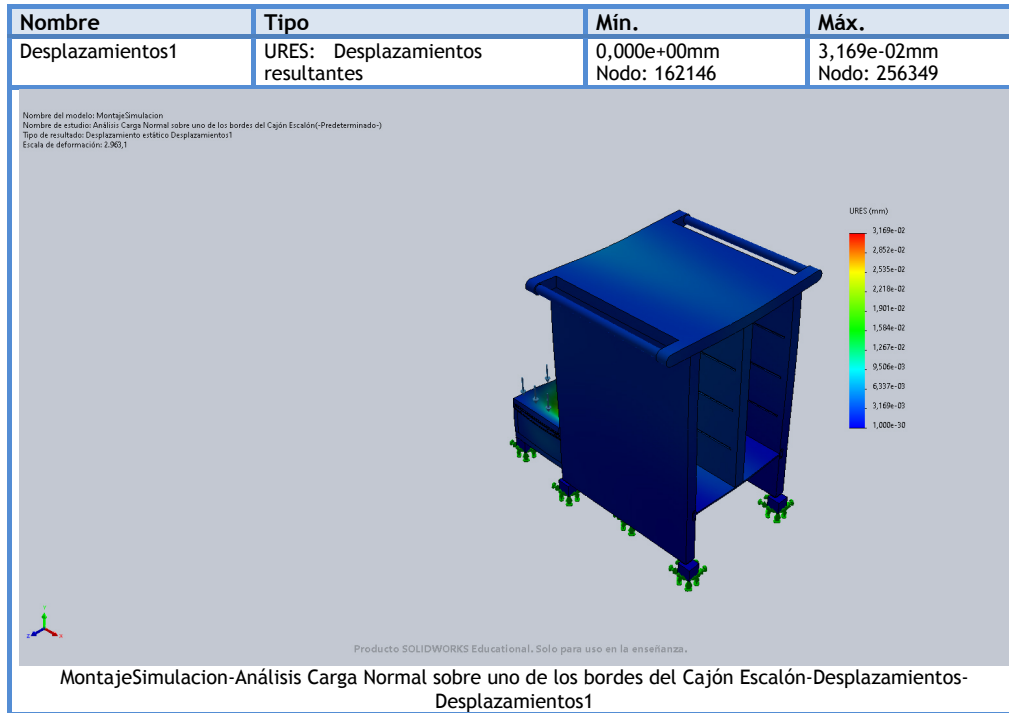 Nombre Tipo Mín. Máx.
Desplazamientos1 URES: Desplazamientos resultantes 0,000e+00mm Nodo: 162146 3,169e-02mm Nodo: 256349
Nombre del modelo: MontajeSimulacion
Nombre de estudio: Análisis Carga Normal sobre uno de los bordes del Cajón Escalón(-Predeterminado-)
Tipo de resultado: Desplazamiento estático Desplazamientos1
Escala de deformación: 2.963,1
URES (mm)
3,169e-02
2,852e-02
2,535e-02
2,218e-02
1,901e-02
1,584e-02
1,267e-02
9,506e-03
6,337e-03
3,169e-03
1,000e-30
Y
Z X
Producto SOLIDWORKS Educational. Solo para uso en la enseñanza.
MontajeSimulacion-Análisis Carga Normal sobre uno de los bordes del Cajón Escalón-Desplazamientos-
Desplazamientos1